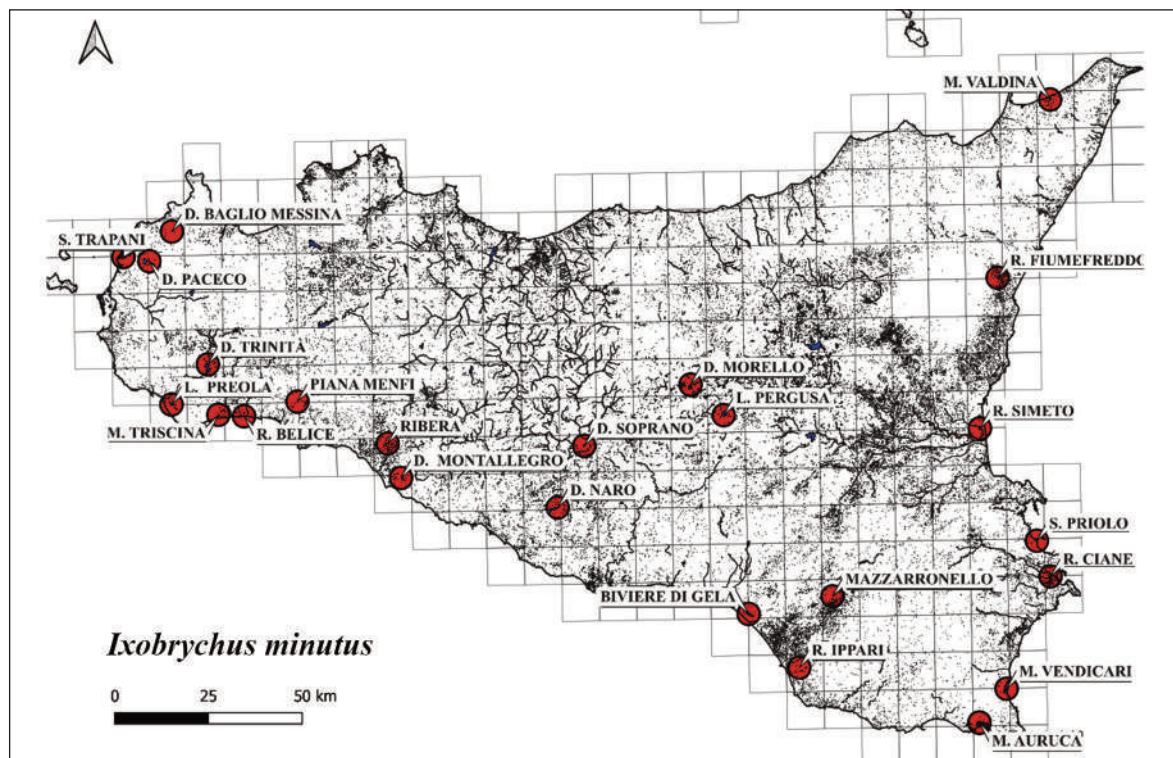 M. VALDINA
D. BAGLIO MESSINA
S. TRAPANI
D. PACECO
R. FIUMEFREDDO
D. TRINITÀ
D. MORELLO
L. PREOLA
PIANA MENFI
L. PERGUSA
M. TRISCINA
R. BELICE
RIBERA
D. SOPRANO
R. SIMETO
D. MONTALLEGRO
D. NARO
S. PRIOLO
R. CIANE
MAZZARRONELLO
BIVIERE DI GELA
Ixobrychus minutus
R. IPPARI
M. VENDICARI
0 25 50 km
M. AURUCA